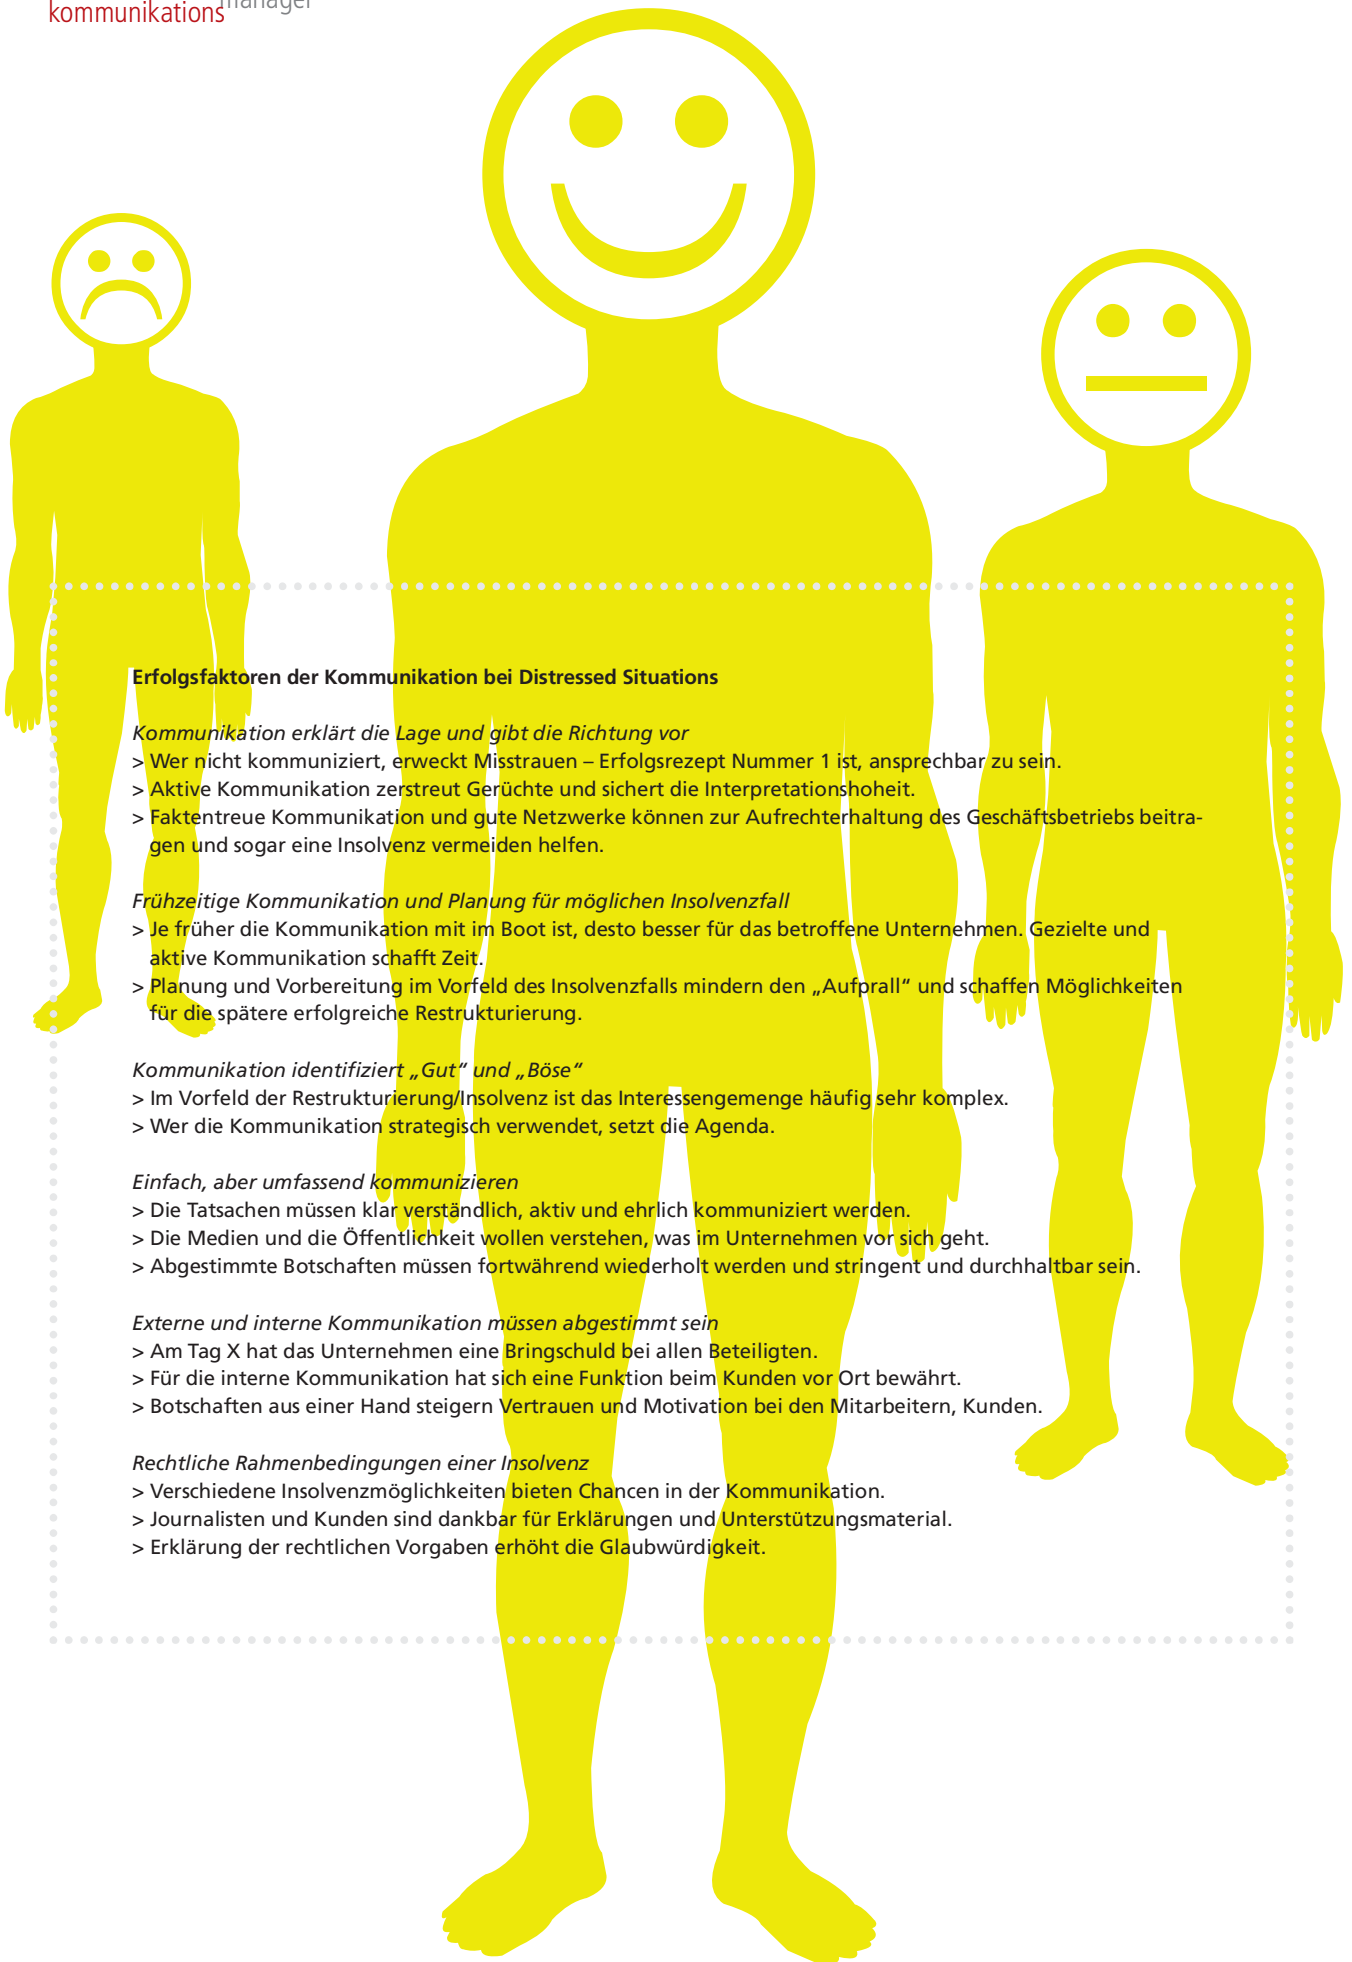 kommunikationsmanager
Erfolgsfaktoren der Kommunikation bei Distressed Situations
Kommunikation erklärt die Lage und gibt die Richtung vor
> Wer nicht kommuniziert, erweckt Misstrauen – Erfolgsrezept Nummer 1 ist, ansprechbar zu sein.
> Aktive Kommunikation zerstreut Gerüchte und sichert die Interpretationshoheit.
> Faktentreue Kommunikation und gute Netzwerke können zur Aufrechterhaltung des Geschäftsbetriebs beitra-
gen und sogar eine Insolvenz vermeiden helfen.
Frühzeitige Kommunikation und Planung für möglichen Insolvenzfall
> Je früher die Kommunikation mit im Boot ist, desto besser für das betroffene Unternehmen. Gezielte und
aktive Kommunikation schafft Zeit.
> Planung und Vorbereitung im Vorfeld des Insolvenzfalls mindern den „Aufprall“ und schaffen Möglichkeiten
für die spätere erfolgreiche Restrukturierung.
Kommunikation identifiziert „Gut“ und „Böse“
> Im Vorfeld der Restrukturierung/Insolvenz ist das Interessengemenge häufig sehr komplex.
> Wer die Kommunikation strategisch verwendet, setzt die Agenda.
Einfach, aber umfassend kommunizieren
> Die Tatsachen müssen klar verständlich, aktiv und ehrlich kommuniziert werden.
> Die Medien und die Öffentlichkeit wollen verstehen, was im Unternehmen vor sich geht.
> Abgestimmte Botschaften müssen fortwährend wiederholt werden und stringent und durchhaltbar sein.
Externe und interne Kommunikation müssen abgestimmt sein
> Am Tag X hat das Unternehmen eine Bringschuld bei allen Beteiligten.
> Für die interne Kommunikation hat sich eine Funktion beim Kunden vor Ort bewährt.
> Botschaften aus einer Hand steigern Vertrauen und Motivation bei den Mitarbeitern, Kunden.
Rechtliche Rahmenbedingungen einer Insolvenz
> Verschiedene Insolvenzmöglichkeiten bieten Chancen in der Kommunikation.
> Journalisten und Kunden sind dankbar für Erklärungen und Unterstützungsmaterial.
> Erklärung der rechtlichen Vorgaben erhöht die Glaubwürdigkeit.